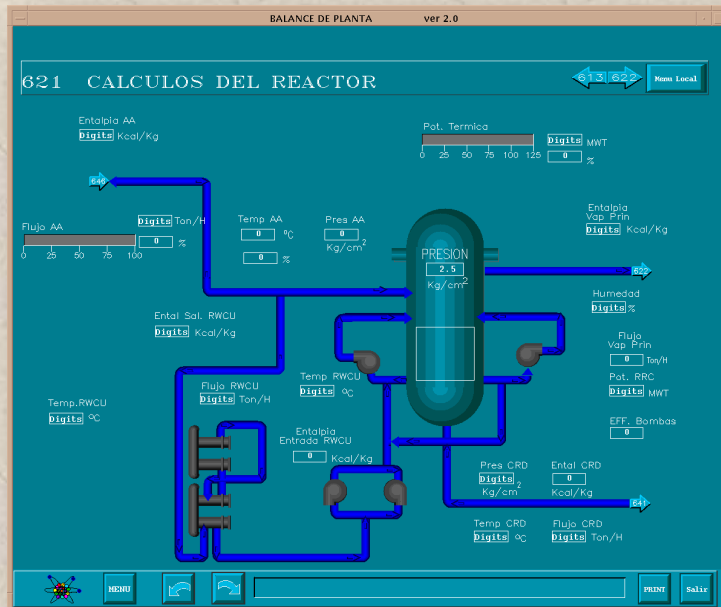 BALANCE DE PLANTA ver 2.0
621 CALCULOS DEL REACTOR
613 622
Menu Local
Entalpia AA
Digits Kcal/Kg
Pot. Termica
Digits MWT
0 25 50 75 100 125
0 %
646
Flujo AA
Digits Ton/H
0 %
0 25 50 75 100
Temp AA
0 ºC
0 %
Pres AA
0
Kg/cm2
PRESION
2.5
Kg/cm2
Entalpia
Vap Prin
Digits Kcal/Kg
622
Humedad
Digits %
Flujo
Vap Prin
0 Ton/H
Pot. RRC
Digits MWT
EFF. Bombas
0
Ental Sal. RWCU
Digits Kcal/Kg
Temp RWCU
Digits ºC
Flujo RWCU
Digits Ton/H
Temp.RWCU
Digits ºC
Entalpia
Entrada RWCU
0 Kcal/Kg
Pres CRD
Digits
Kg/cm2
Ental CRD
0
Kcal/Kg
641
Temp CRD
Digits ºC
Flujo CRD
Digits Ton/H
MENU
PRINT
Salir